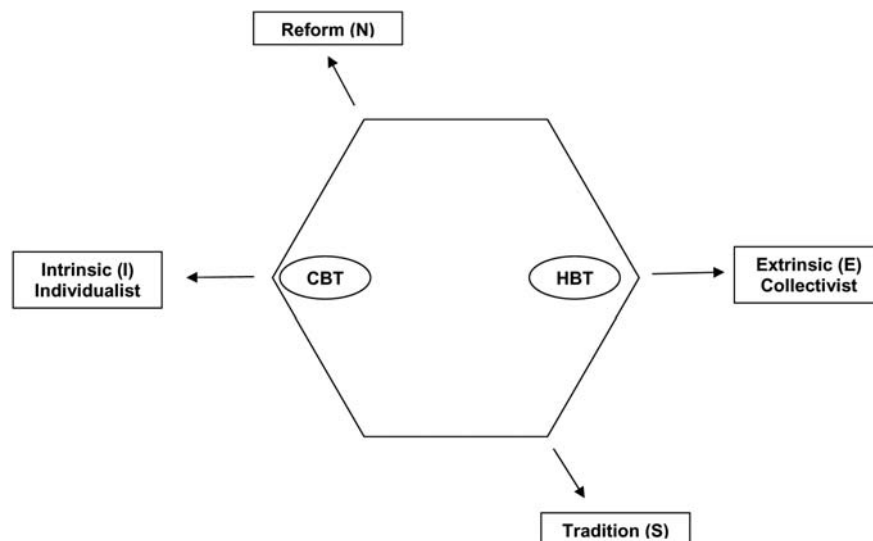 Reform (N)
Intrinsic (I)
Individualist
CBT
HBT
Extrinsic (E)
Collectivist
Tradition (S)